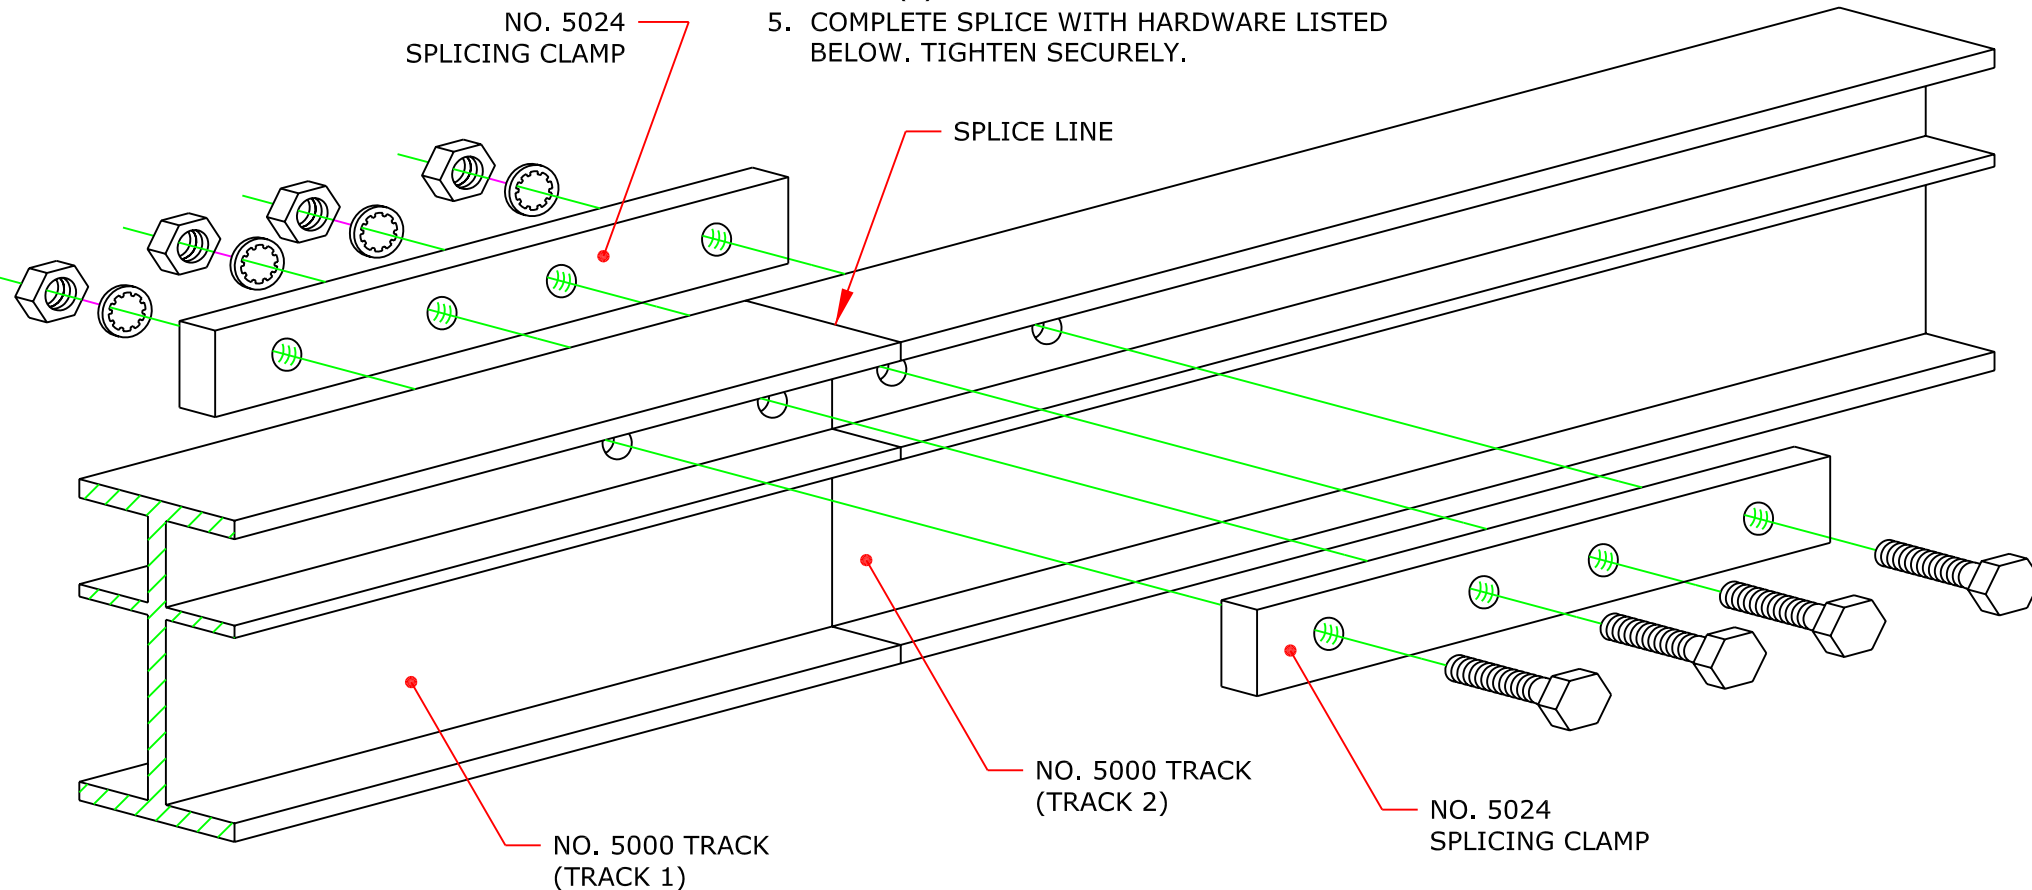 NO. 5024
SPLICING CLAMP
5. COMPLETE SPLICE WITH HARDWARE LISTED
BELOW. TIGHTEN SECURELY.
SPLICE LINE
NO. 5000 TRACK
(TRACK 2)
NO. 5024
SPLICING CLAMP
NO. 5000 TRACK
(TRACK 1)